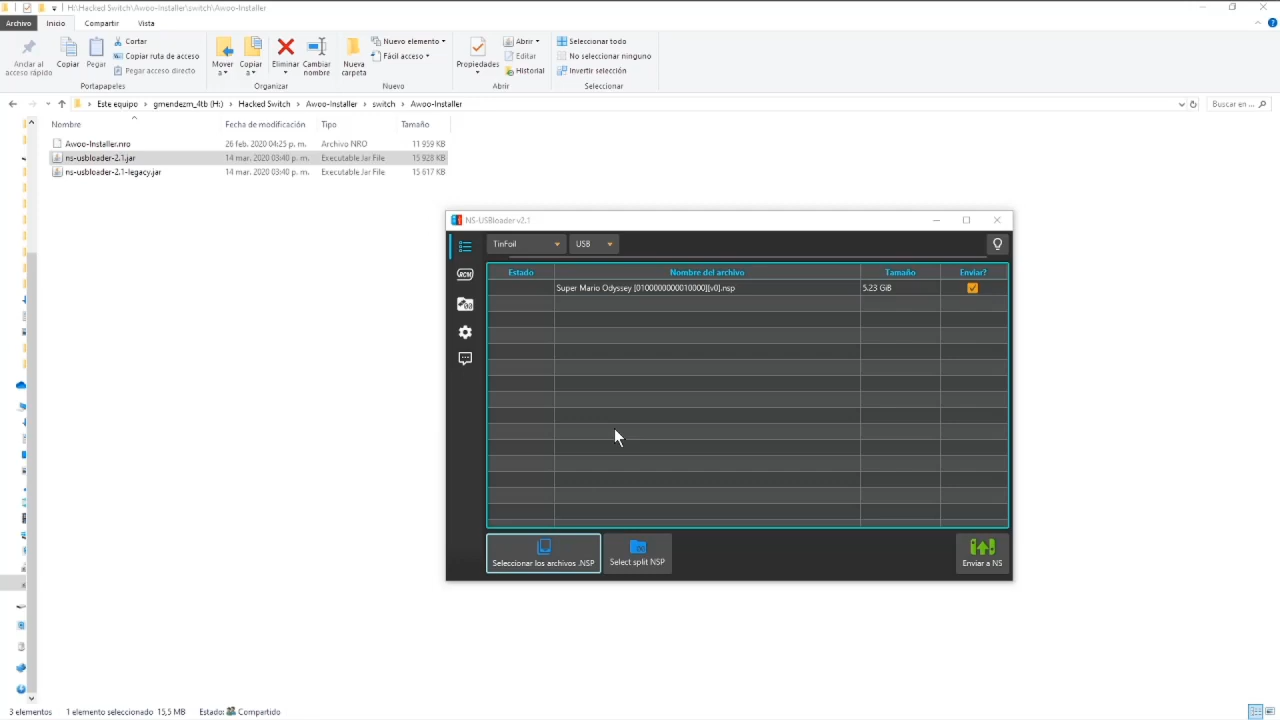 H:\Hacked Switch\Awoo-Installer\switch\Awoo-Installer
Archivo Inicio Compartir Vista
Andar al acceso rápido
Copiar
Pegar
Cortar
Copiar ruta de acceso
Pegar acceso directo
Portapapeles
Mover a
Copiar a
Eliminar
Cambiar nombre
Organizar
Nueva carpeta
Nuevo elemento
Fácil acceso
Nuevo
Propiedades
Abrir
Editar
Historial
Abrir
Seleccionar todo
No seleccionar ninguno
Invertir selección
Seleccionar
Este equipo > gmendezm_4tb (H:) > Hacked Switch > Awoo-Installer > switch > Awoo-Installer
Buscar en ...
Nombre Fecha de modificación Tipo Tamaño
Awoo-Installer.nro 26 feb. 2020 04:25 p. m. Archivo NRO 11 959 KB
ns-usbloader-2.1.jar 14 mar. 2020 03:40 p. m. Executable Jar File 15 928 KB
ns-usbloader-2.1-legacy.jar 14 mar. 2020 03:40 p. m. Executable Jar File 15 617 KB
NS-USBloader v2.1
TinFoil USB
RCM
Estado Nombre del archivo Tamaño Enviar?
Super Mario Odyssey [0100000000010000][v0].nsp 5.23 GiB
Seleccionar los archivos .NSP
Select split NSP
Enviar a NS
3 elementos 1 elemento seleccionado 15,5 MB Estado: Compartido